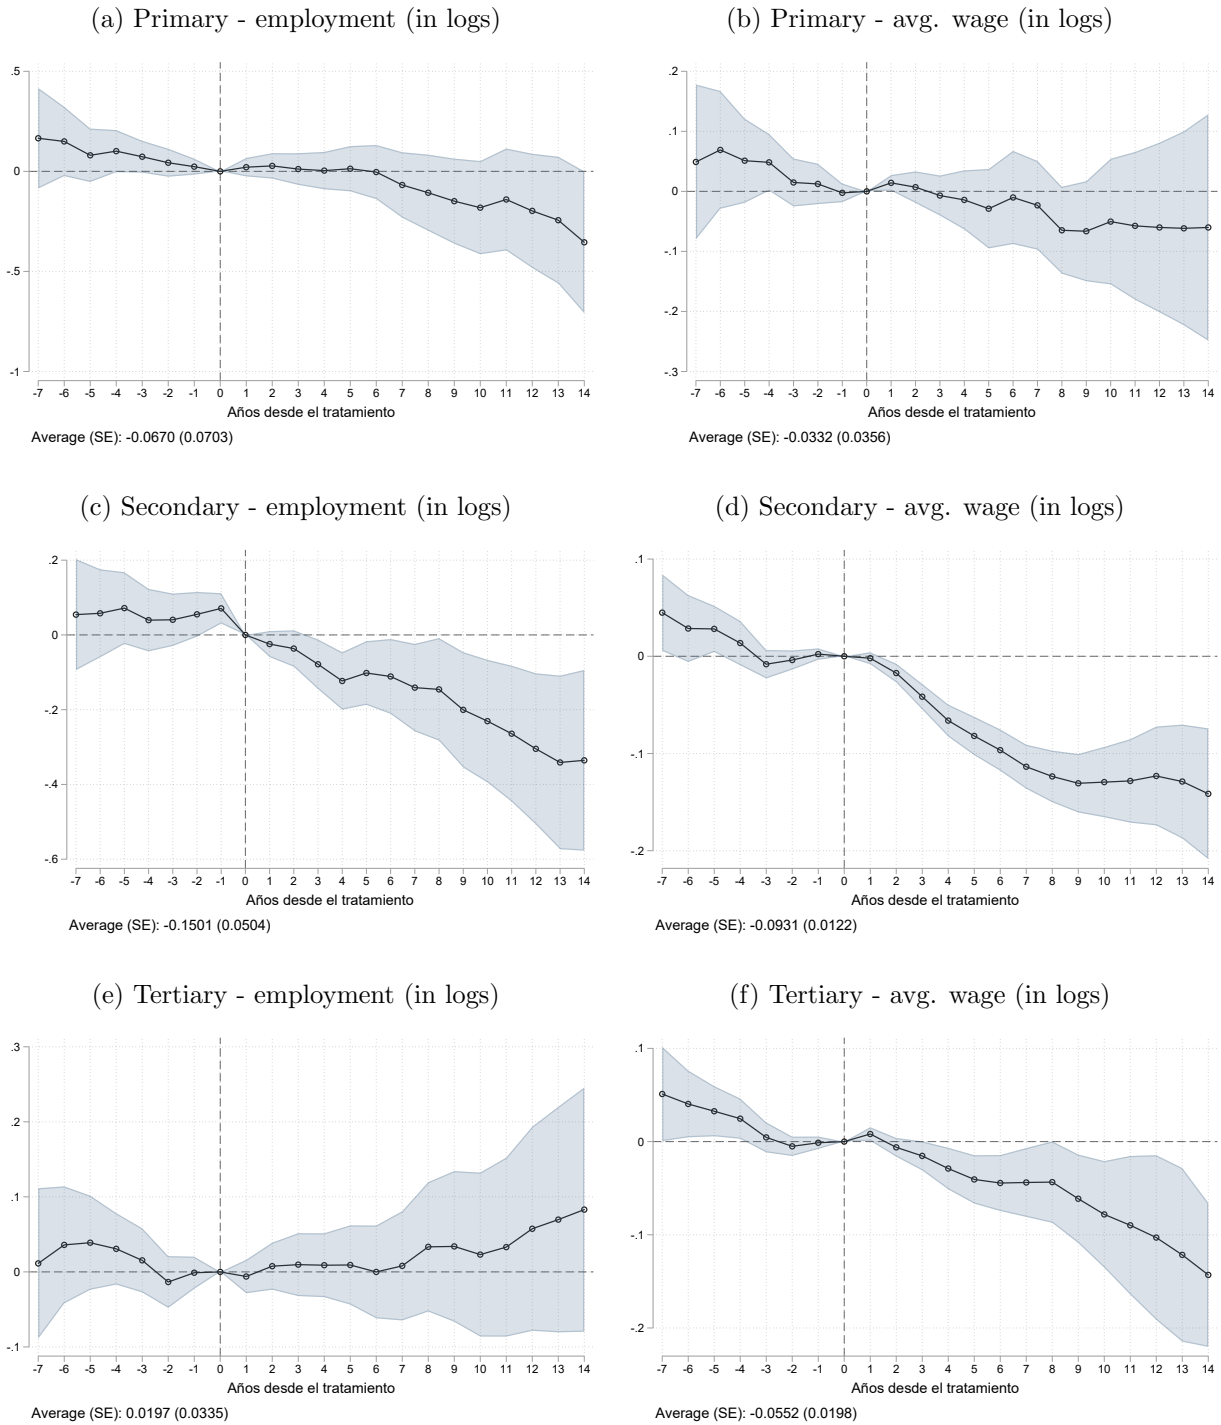 (a) Primary - employment (in logs)
.5
0
-.5
-1
-7 -6 -5 -4 -3 -2 -1 0 1 2 3 4 5 6 7 8 9 10 11 12 13 14
Años desde el tratamiento
Average (SE): -0.0670 (0.0703)
(b) Primary - avg. wage (in logs)
.2
.1
0
-.1
-.2
-.3
-7 -6 -5 -4 -3 -2 -1 0 1 2 3 4 5 6 7 8 9 10 11 12 13 14
Años desde el tratamiento
Average (SE): -0.0332 (0.0356)
(c) Secondary - employment (in logs)
.2
0
-.2
-.4
-.6
-7 -6 -5 -4 -3 -2 -1 0 1 2 3 4 5 6 7 8 9 10 11 12 13 14
Años desde el tratamiento
Average (SE): -0.1501 (0.0504)
(d) Secondary - avg. wage (in logs)
.1
0
-.1
-.2
-7 -6 -5 -4 -3 -2 -1 0 1 2 3 4 5 6 7 8 9 10 11 12 13 14
Años desde el tratamiento
Average (SE): -0.0931 (0.0122)
(e) Tertiary - employment (in logs)
.3
.2
.1
0
-.1
-7 -6 -5 -4 -3 -2 -1 0 1 2 3 4 5 6 7 8 9 10 11 12 13 14
Años desde el tratamiento
Average (SE): 0.0197 (0.0335)
(f) Tertiary - avg. wage (in logs)
.1
0
-.1
-.2
-7 -6 -5 -4 -3 -2 -1 0 1 2 3 4 5 6 7 8 9 10 11 12 13 14
Años desde el tratamiento
Average (SE): -0.0552 (0.0198)